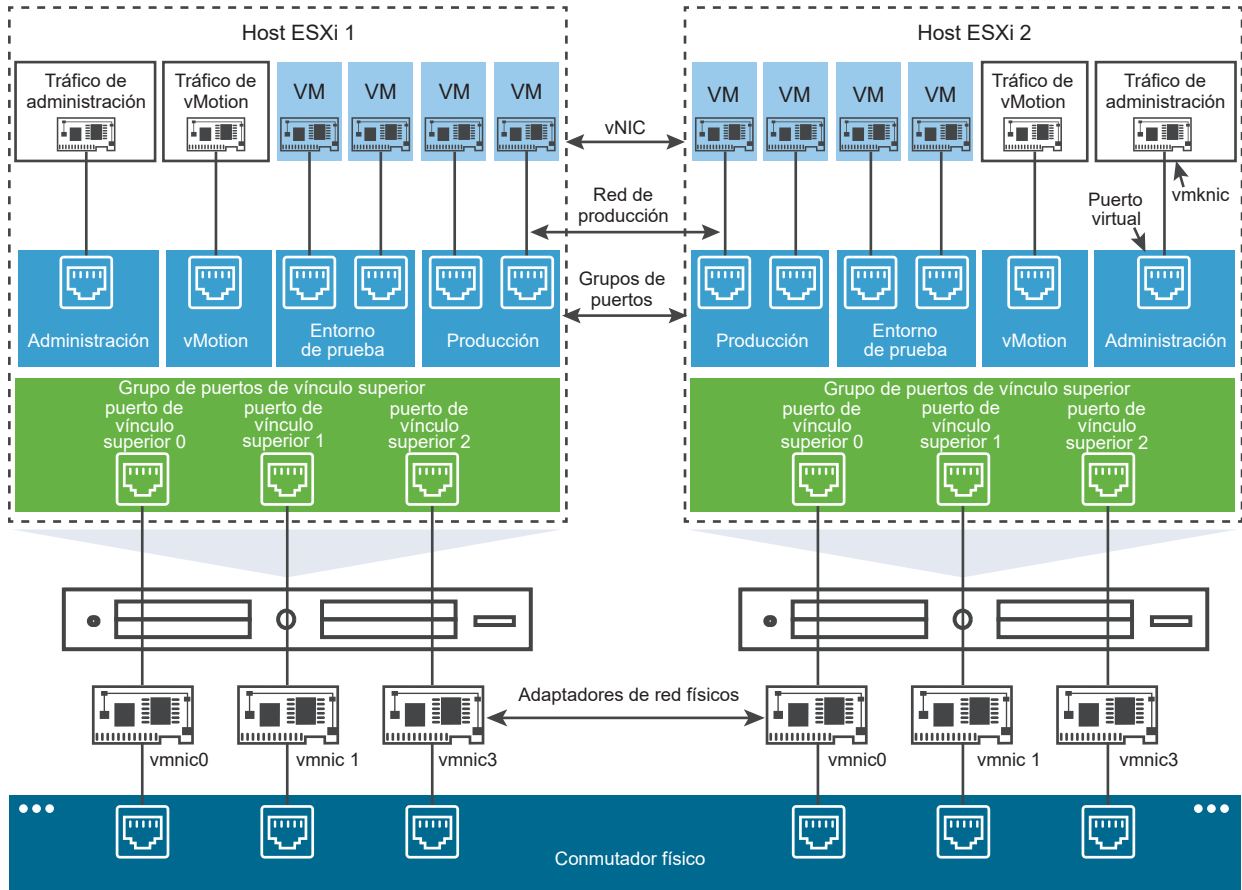 Host ESXi 1
Tráfico de
administración
Tráfico de
vMotion
VM
VM
VM
VM
vNIC
Red de
producción
Grupos de
puertos
Administración
vMotion
Entorno
de prueba
Producción
Grupo de puertos de vínculo superior
puerto de
vínculo
superior 0
puerto de
vínculo
superior 1
puerto de
vínculo
superior 2
Host ESXi 2
VM
VM
VM
VM
Tráfico de
vMotion
Tráfico de
administración
vmknic
Puerto
virtual
Producción
Entorno
de prueba
vMotion
Administración
Grupo de puertos de vínculo superior
puerto de
vínculo
superior 0
puerto de
vínculo
superior 1
puerto de
vínculo
superior 2
Adaptadores de red físicos
vmnic0
vmnic 1
vmnic3
vmnic0
vmnic 1
vmnic3
Conmutador físico